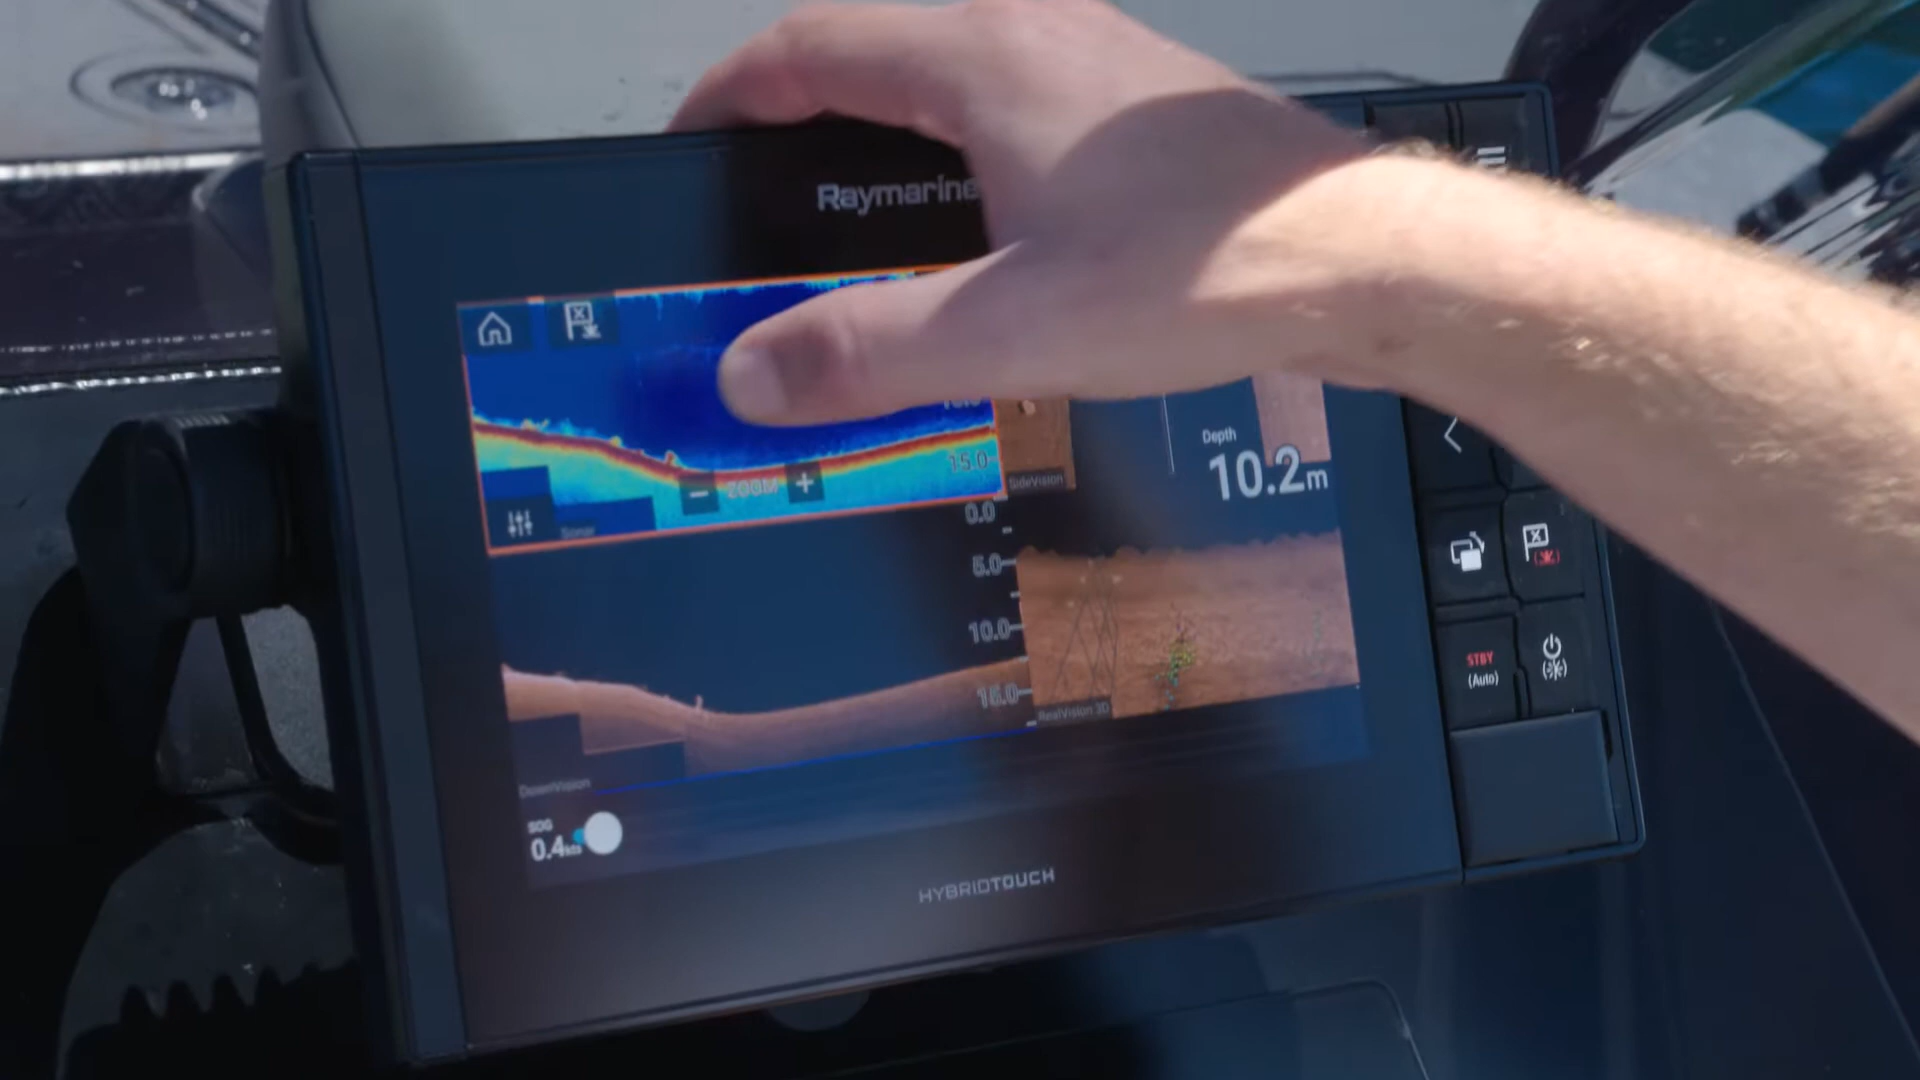 Raymarine
15.0
ZOOM
Sonar
SideVision
Depth
10.2m
0.0
5.0
10.0
15.0
RealVision 3D
DownVision
SOG
0.4kts
STBY
(Auto)
HYBRIDTOUCH